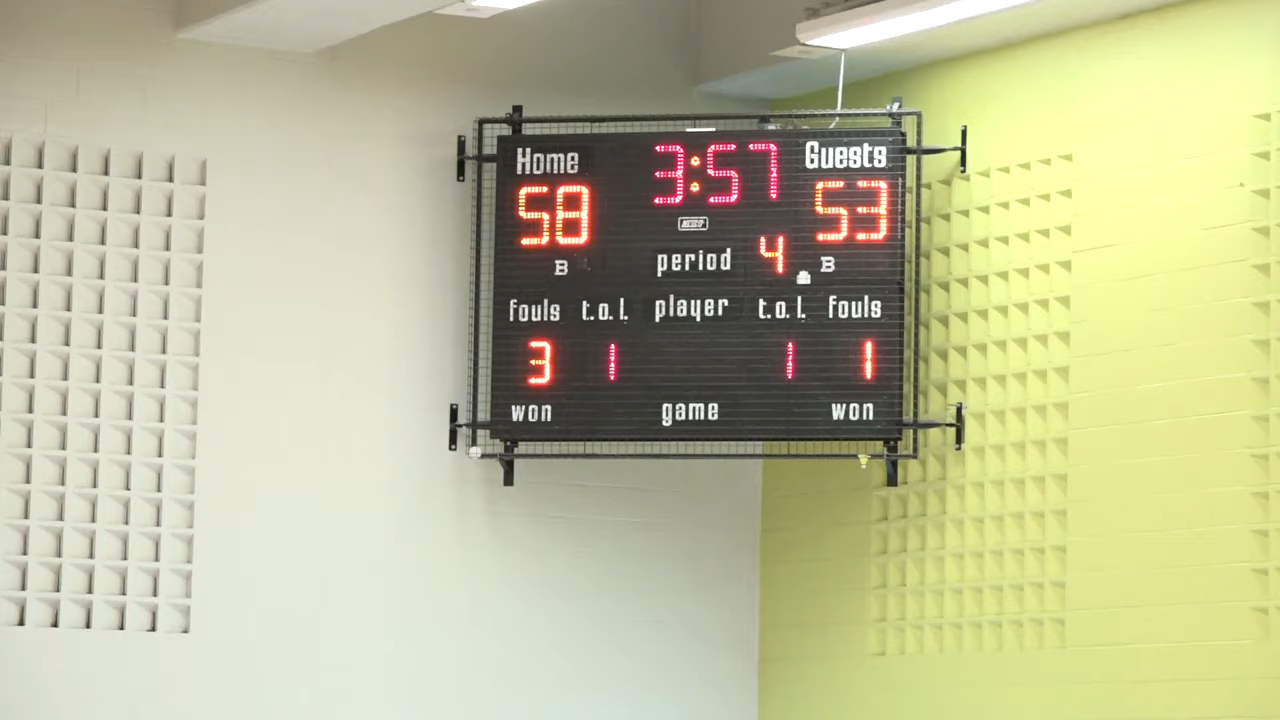 Home 3:57 Guests
58 53
B period 4 B
fouls t.o.l. player t.o.l. fouls
3 1 1 1
won game won